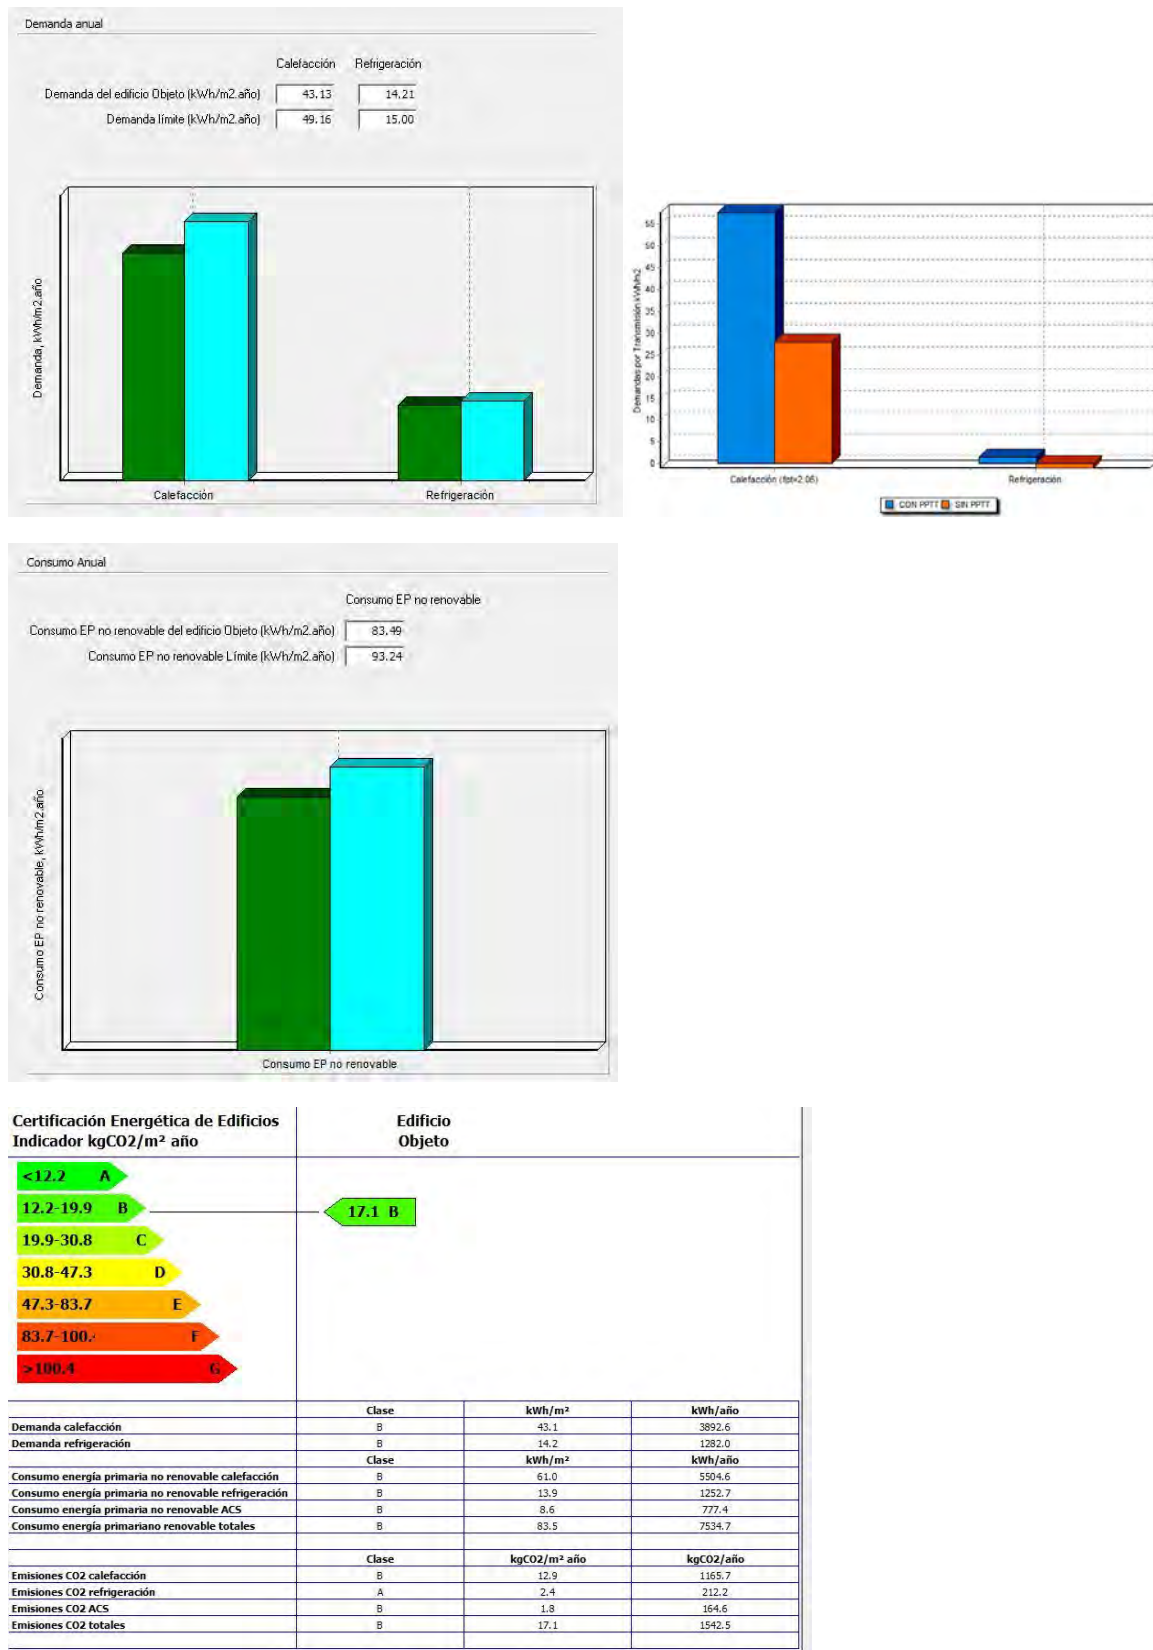 Demanda anual
Calefacción Refrigeración
Demanda del edificio Objeto (kWh/m2.año) 43.13 14.21
Demanda límite (kWh/m2.año) 49.16 15.00
Demanda, kWh/m2.año
Calefacción Refrigeración
Demandas por Transmisión kWh/m2
55
50
45
40
35
30
25
20
15
10
5
0
Calefacción (fpt=2.05) Refrigeración
CON PPTT SIN PPTT
Consumo Anual
Consumo EP no renovable
Consumo EP no renovable del edificio Objeto (kWh/m2.año) 83.49
Consumo EP no renovable Límite (kWh/m2.año) 93.24
Consumo EP no renovable, kWh/m2.año
Consumo EP no renovable
Certificación Energética de Edificios Edificio
Indicador kgCO2/m² año Objeto
<12.2 A
12.2-19.9 B 17.1 B
19.9-30.8 C
30.8-47.3 D
47.3-83.7 E
83.7-100. F
>100.4 G
Clase kWh/m² kWh/año
Demanda calefacción B 43.1 3892.6
Demanda refrigeración B 14.2 1282.0
Clase kWh/m² kWh/año
Consumo energía primaria no renovable calefacción B 61.0 5504.6
Consumo energía primaria no renovable refrigeración B 13.9 1252.7
Consumo energía primaria no renovable ACS B 8.6 777.4
Consumo energía primariano renovable totales B 83.5 7534.7
Clase kgCO2/m² año kgCO2/año
Emisiones CO2 calefacción B 12.9 1165.7
Emisiones CO2 refrigeración A 2.4 212.2
Emisiones CO2 ACS B 1.8 164.6
Emisiones CO2 totales B 17.1 1542.5